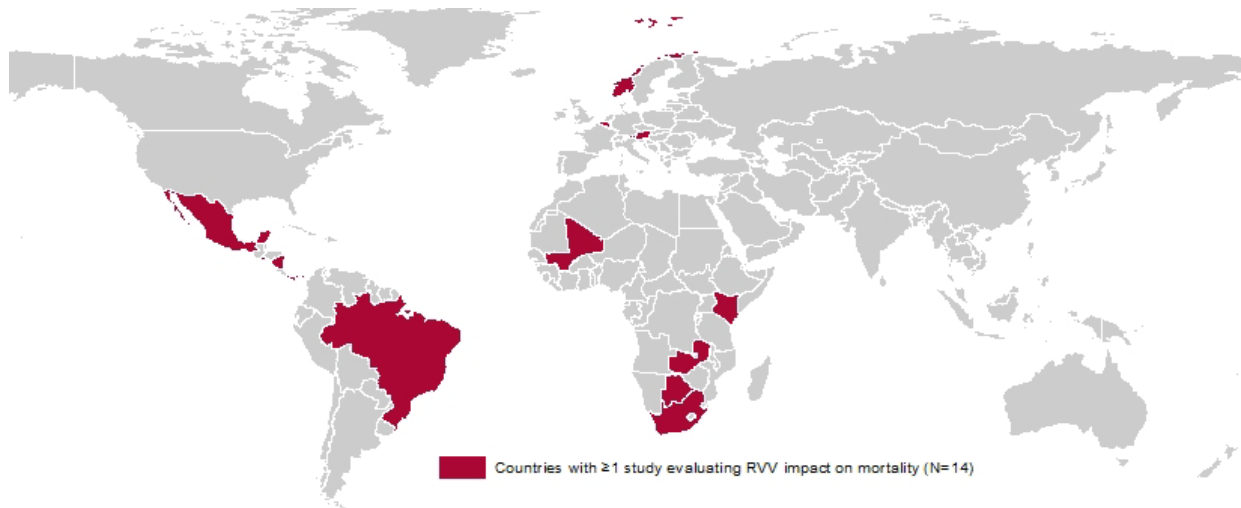 Countries with ≥1 study evaluating RVV impact on mortality (N=14)